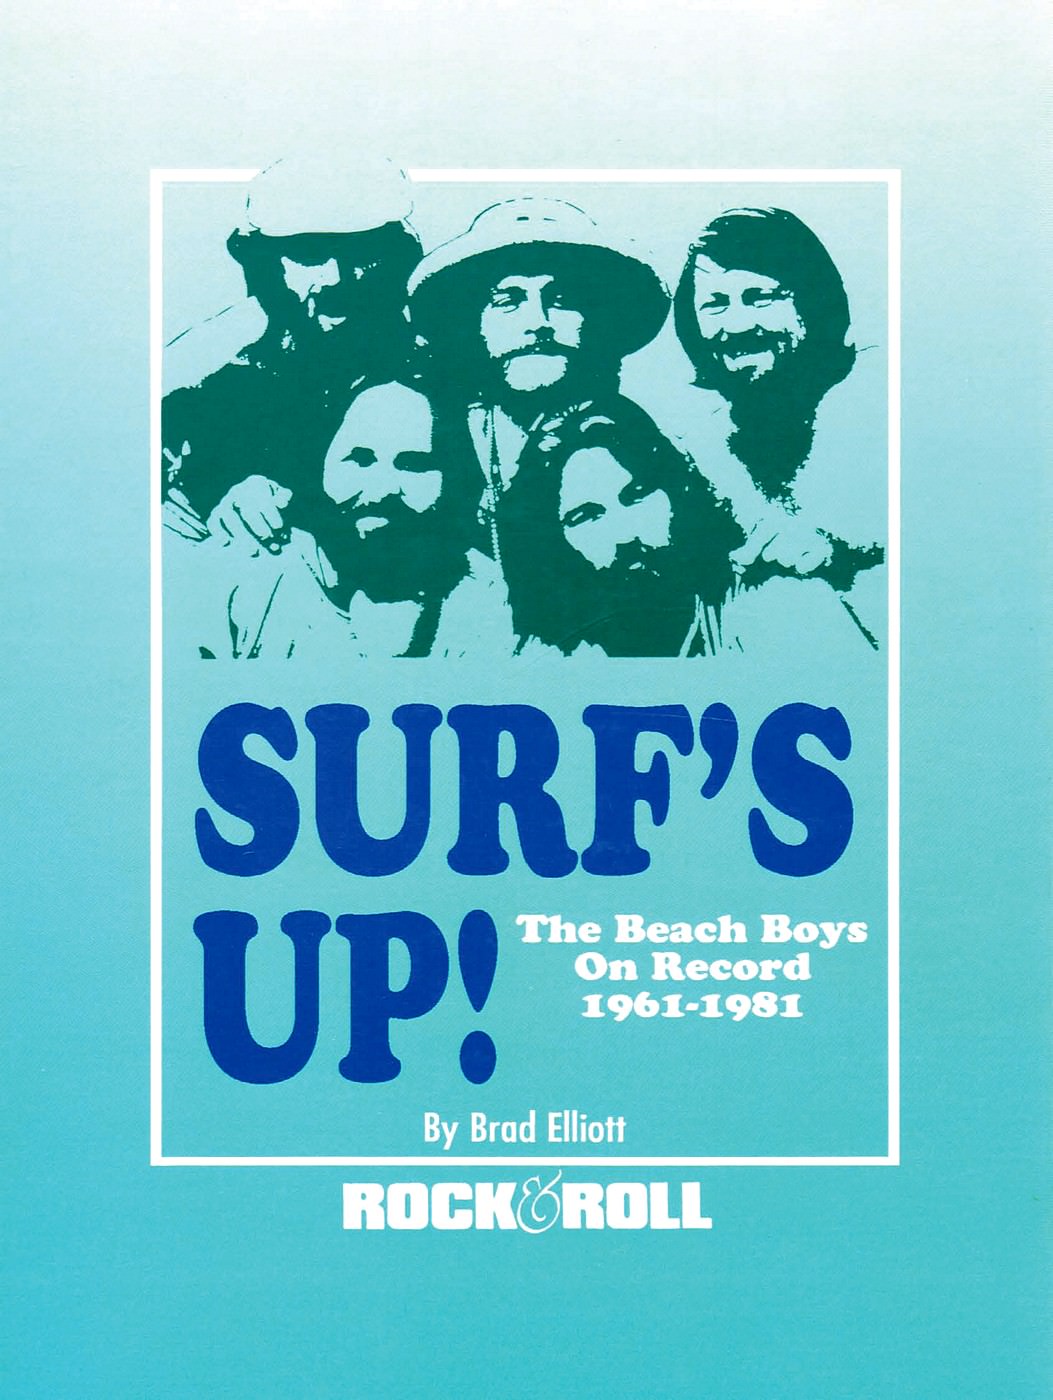 SURF'S
UP!
The Beach Boys
On Record
1961-1981
By Brad Elliott
ROCK&ROLL